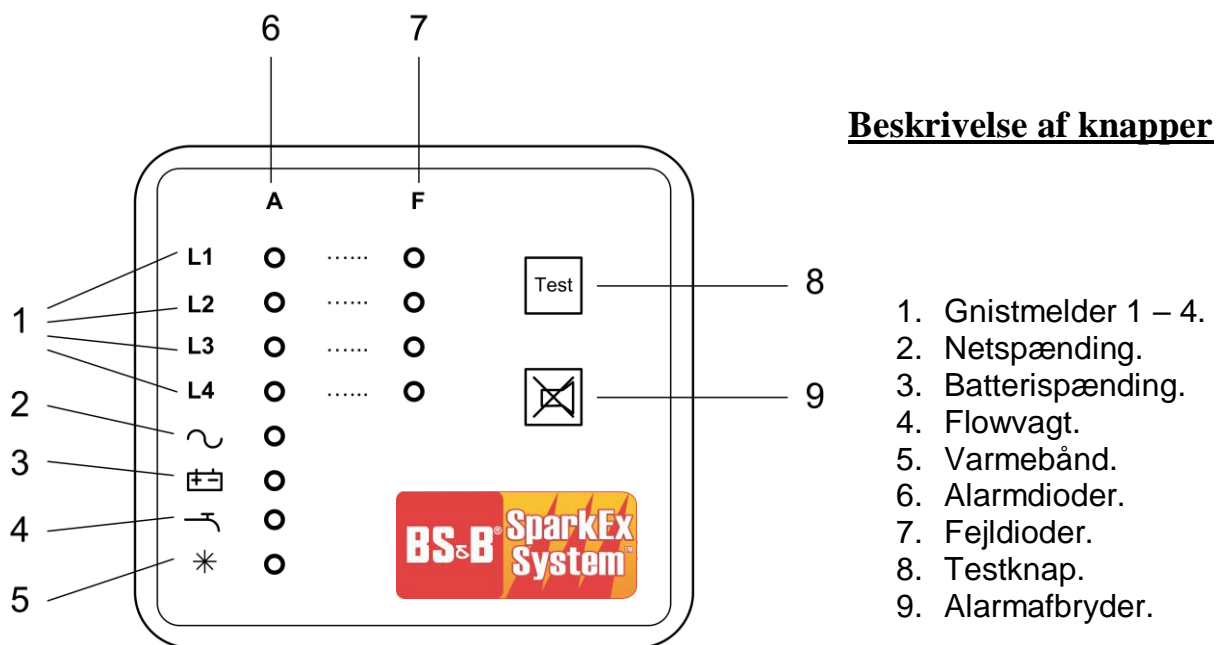 6 7
Beskrivelse af knapper
A F
L1 ...... ......
L2 ......
L3 ......
L4 ......
Test
1
2
3
4
5
8
9
BS&B® SparkEx
System™
1. Gnistmelder 1 – 4.
2. Netspænding.
3. Batterispænding.
4. Flowvagt.
5. Varmebånd.
6. Alarmdioder.
7. Fejldioder.
8. Testknap.
9. Alarmafbryder.